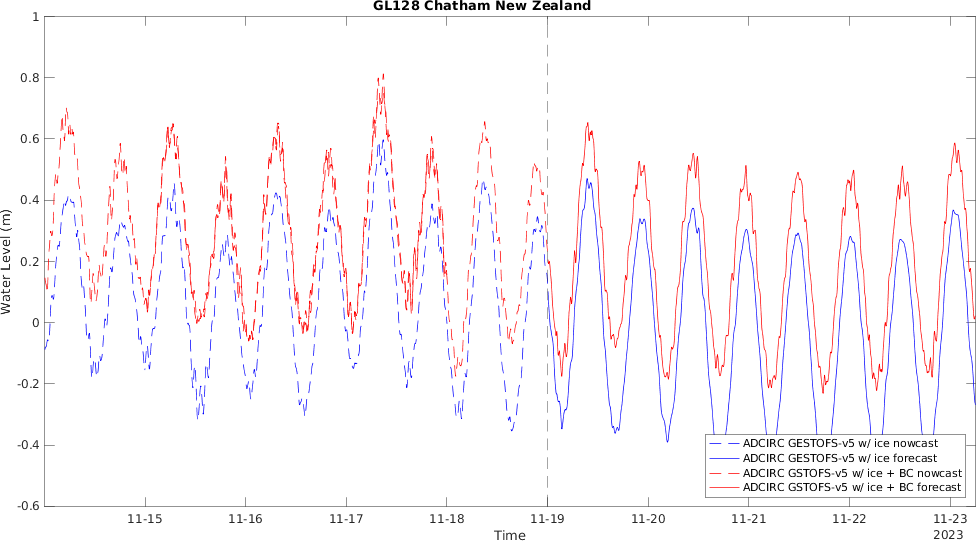 GL128 Chatham New Zealand
1
0.8
0.6
0.4
0.2
0
-0.2
-0.4
-0.6
Water Level (m)
ADCIRC GESTOFS-v5 w/ ice nowcast
ADCIRC GESTOFS-v5 w/ ice forecast
ADCIRC GSTOFS-v5 w/ ice + BC nowcast
ADCIRC GSTOFS-v5 w/ ice + BC forecast
11-15 11-16 11-17 11-18 11-19 11-20 11-21 11-22 11-23
Time 2023